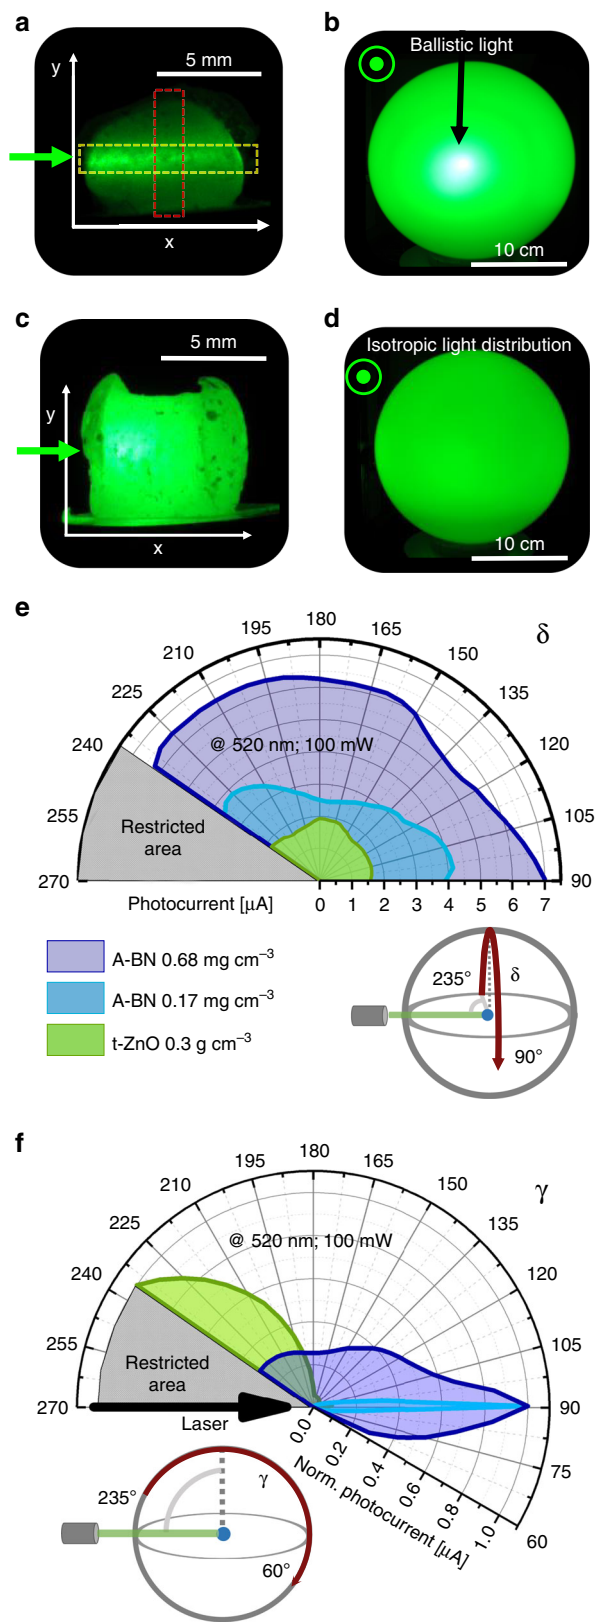 a
b
5 mm
y
x
Ballistic light
10 cm
c
d
5 mm
y
x
Isotropic light distribution
10 cm
e
δ
180
195
165
210
150
225
135
240
120
255
105
270
90
@ 520 nm; 100 mW
Restricted
area
Photocurrent [μA]
0 1 2 3 4 5 6 7
A-BN 0.68 mg cm⁻³
A-BN 0.17 mg cm⁻³
t-ZnO 0.3 g cm⁻³
235°
δ
90°
f
γ
180
195
165
210
150
225
135
240
120
255
105
270
90
75
60
@ 520 nm; 100 mW
Restricted
area
Laser
0.0 0.2 0.4 0.6 0.8 1.0
Norm. photocurrent [μA]
235°
γ
60°